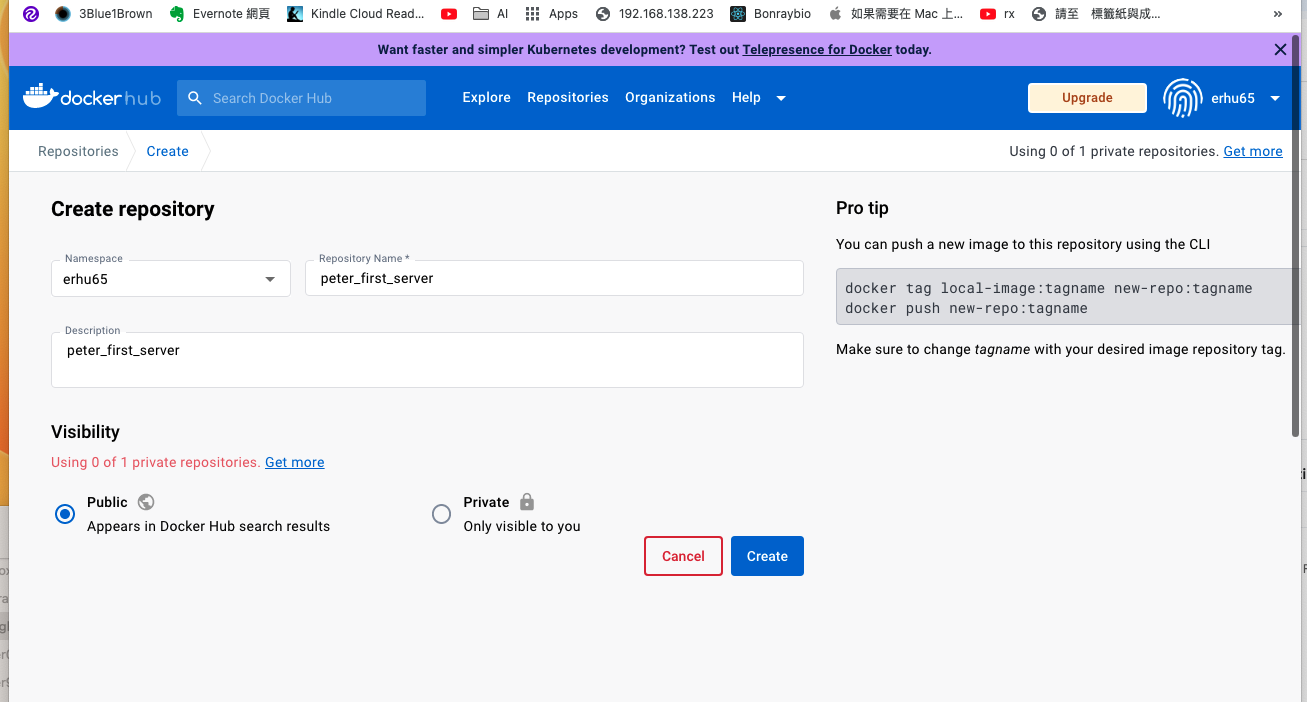 3Blue1Brown Evernote 網頁 Kindle Cloud Read... AI Apps 192.168.138.223 Bonraybio 如果需要在 Mac 上... rx 請至 標籤紙與成... »
Want faster and simpler Kubernetes development? Test out Telepresence for Docker today.
dockerhub Search Docker Hub Explore Repositories Organizations Help Upgrade erhu65
Repositories Create Using 0 of 1 private repositories. Get more
Create repository
Namespace
erhu65
Repository Name *
peter_first_server
Description
peter_first_server
Visibility
Using 0 of 1 private repositories. Get more
Public
Appears in Docker Hub search results
Private
Only visible to you
Cancel Create
Pro tip
You can push a new image to this repository using the CLI
docker tag local-image:tagname new-repo:tagname
docker push new-repo:tagname
Make sure to change tagname with your desired image repository tag.